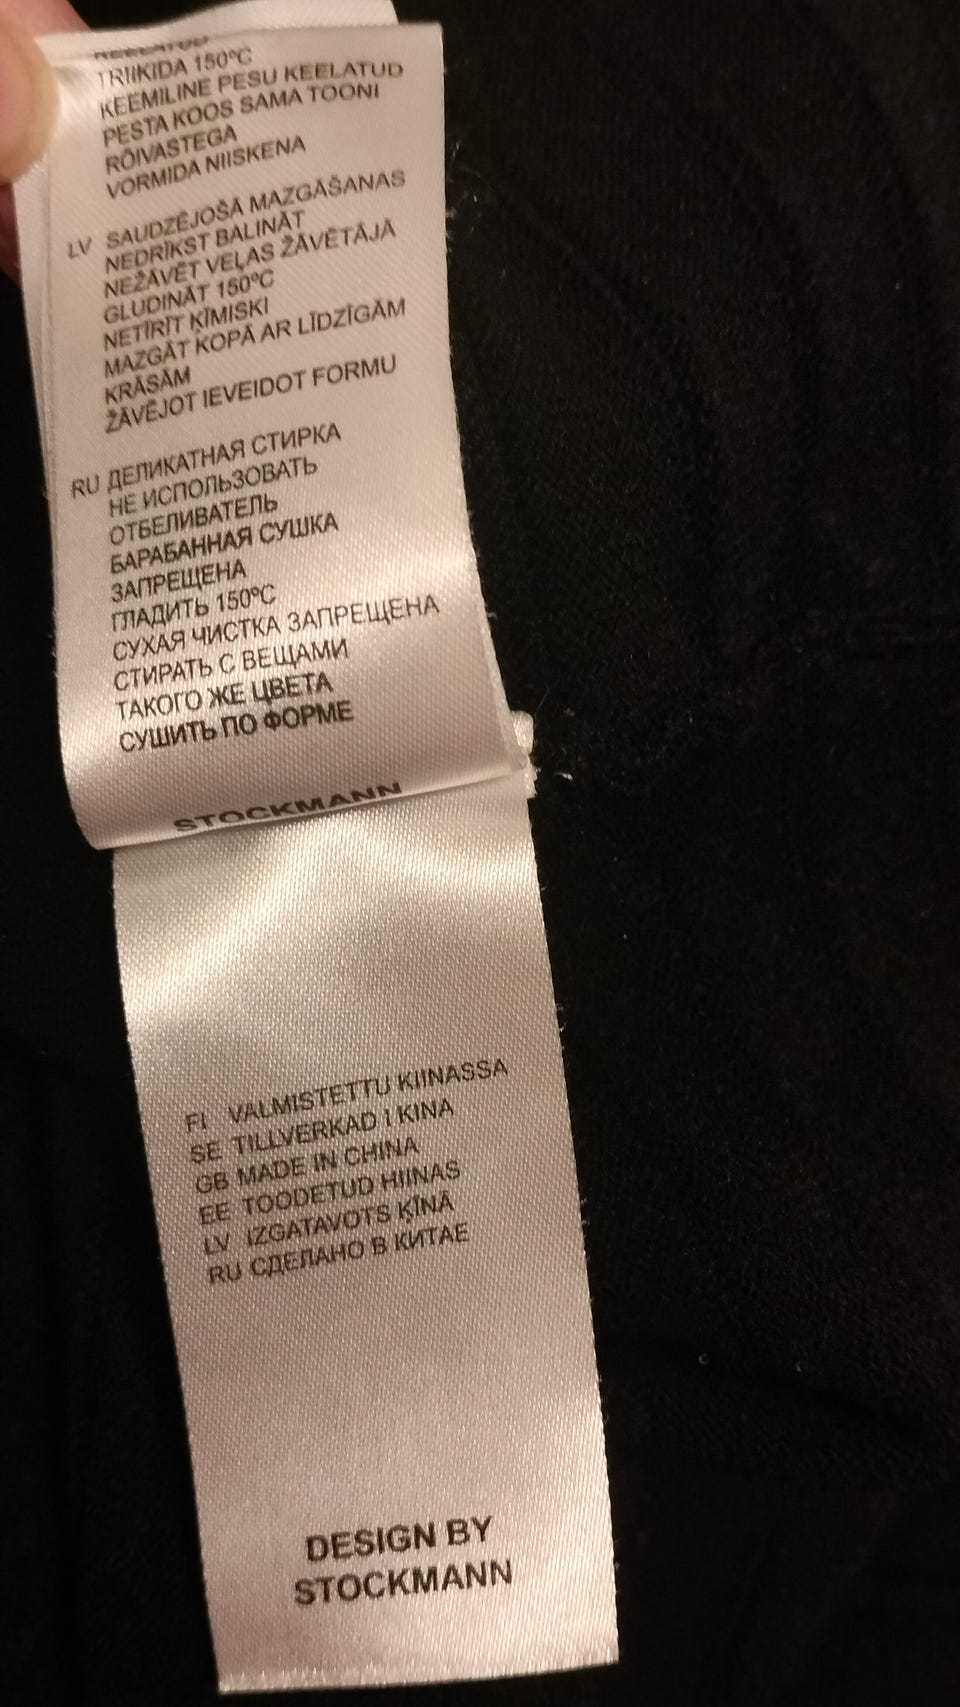 KEELATUD
TRIIKIDA 150°C
KEEMILINE PESU KEELATUD
PESTA KOOS SAMA TOONI
RÕIVASTEGA
VORMIDA NIISKENA
LV SAUDZĒJOŠĀ MAZGĀŠANAS
NEDRĪKST BALINĀT
NEŽĀVĒT VEĻAS ŽĀVĒTĀJĀ
GLUDINĀT 150°C
NETĪRĪT ĶĪMISKI
MAZGĀT KOPĀ AR LĪDZĪGĀM
KRĀSĀM
ŽĀVĒJOT IEVEIDOT FORMU
RU ДЕЛИКАТНАЯ СТИРКА
НЕ ИСПОЛЬЗОВАТЬ
ОТБЕЛИВАТЕЛЬ
БАРАБАННАЯ СУШКА
ЗАПРЕЩЕНА
ГЛАДИТЬ 150°C
СУХАЯ ЧИСТКА ЗАПРЕЩЕНА
СТИРАТЬ С ВЕЩАМИ
ТАКОГО ЖЕ ЦВЕТА
СУШИТЬ ПО ФОРМЕ
STOCKMANN
FI VALMISTETTU KIINASSA
SE TILLVERKAD I KINA
GB MADE IN CHINA
EE TOODETUD HIINAS
LV IZGATAVOTS ĶĪNĀ
RU СДЕЛАНО В КИТАЕ
DESIGN BY
STOCKMANN